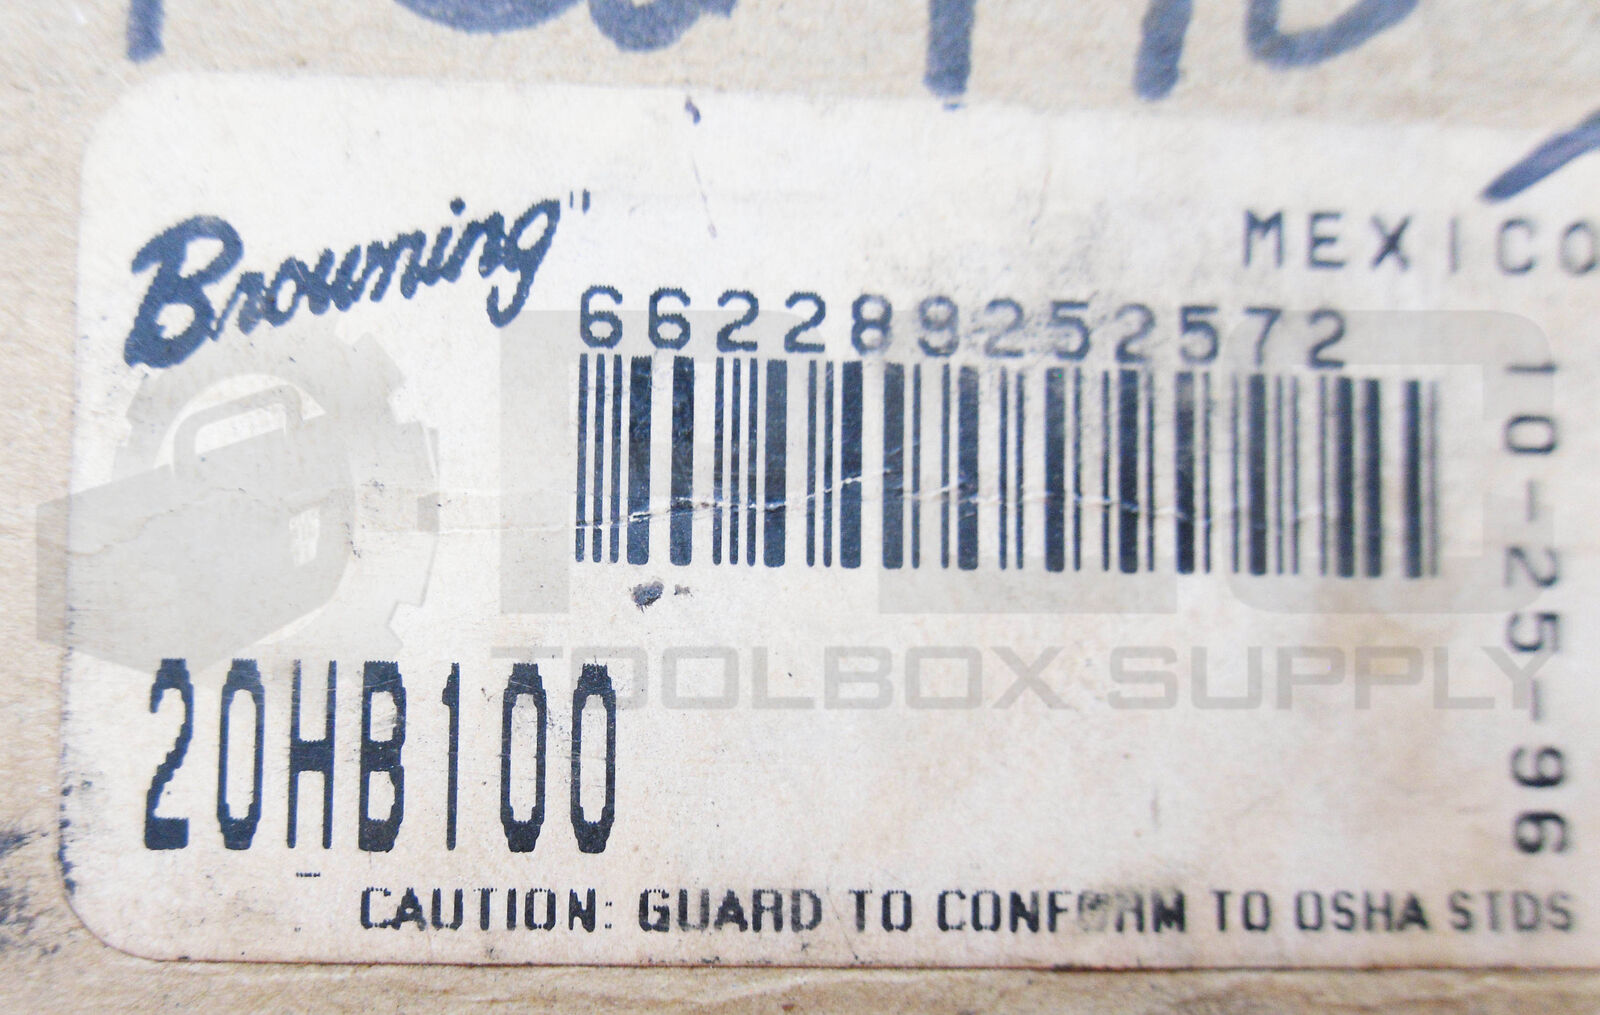 Browning"
MEXICO
662289252572
10-25-96
TOOLBOX SUPPLY
20HB100
CAUTION: GUARD TO CONFORM TO OSHA STDS